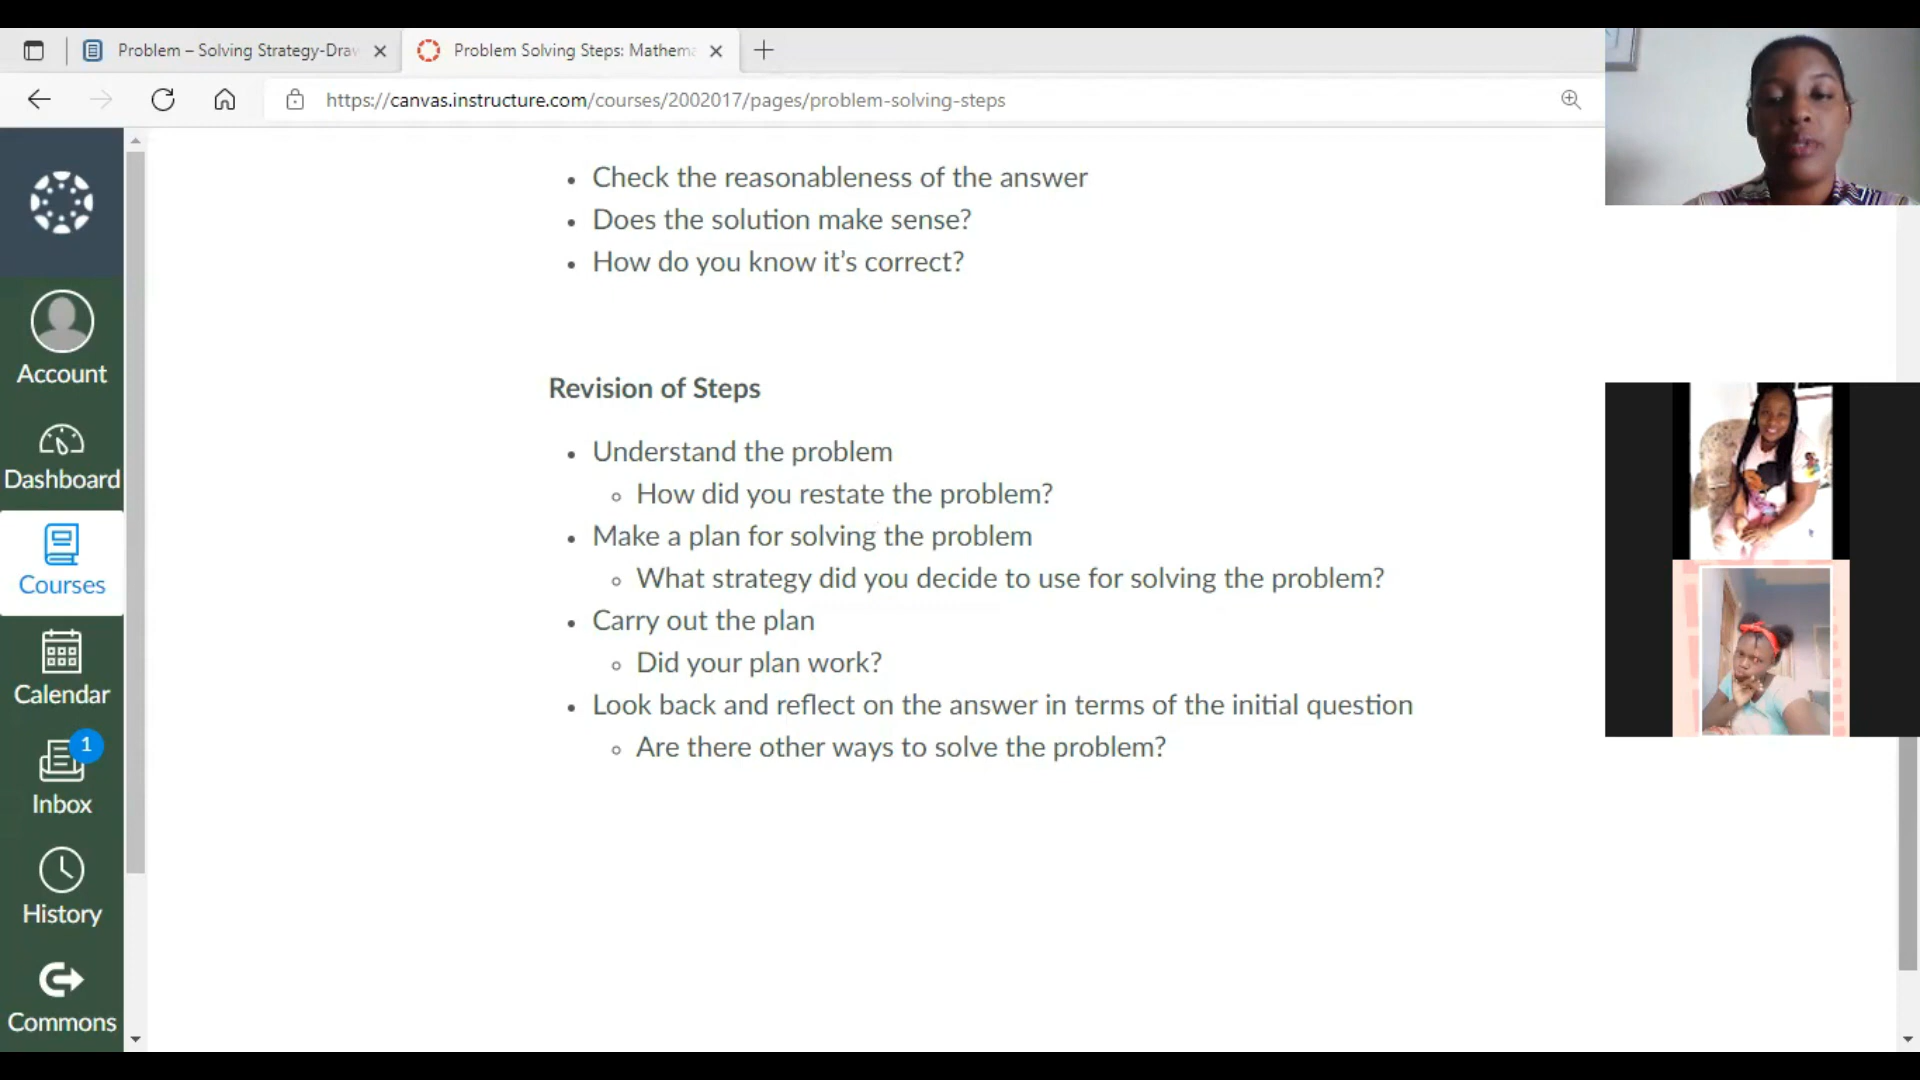 Problem – Solving Strategy-Draw
Problem Solving Steps: Mathema
https://canvas.instructure.com/courses/2002017/pages/problem-solving-steps
Account
Dashboard
Courses
Calendar
1
Inbox
History
Commons
• Check the reasonableness of the answer
• Does the solution make sense?
• How do you know it’s correct?
Revision of Steps
• Understand the problem
◦ How did you restate the problem?
• Make a plan for solving the problem
◦ What strategy did you decide to use for solving the problem?
• Carry out the plan
◦ Did your plan work?
• Look back and reflect on the answer in terms of the initial question
◦ Are there other ways to solve the problem?